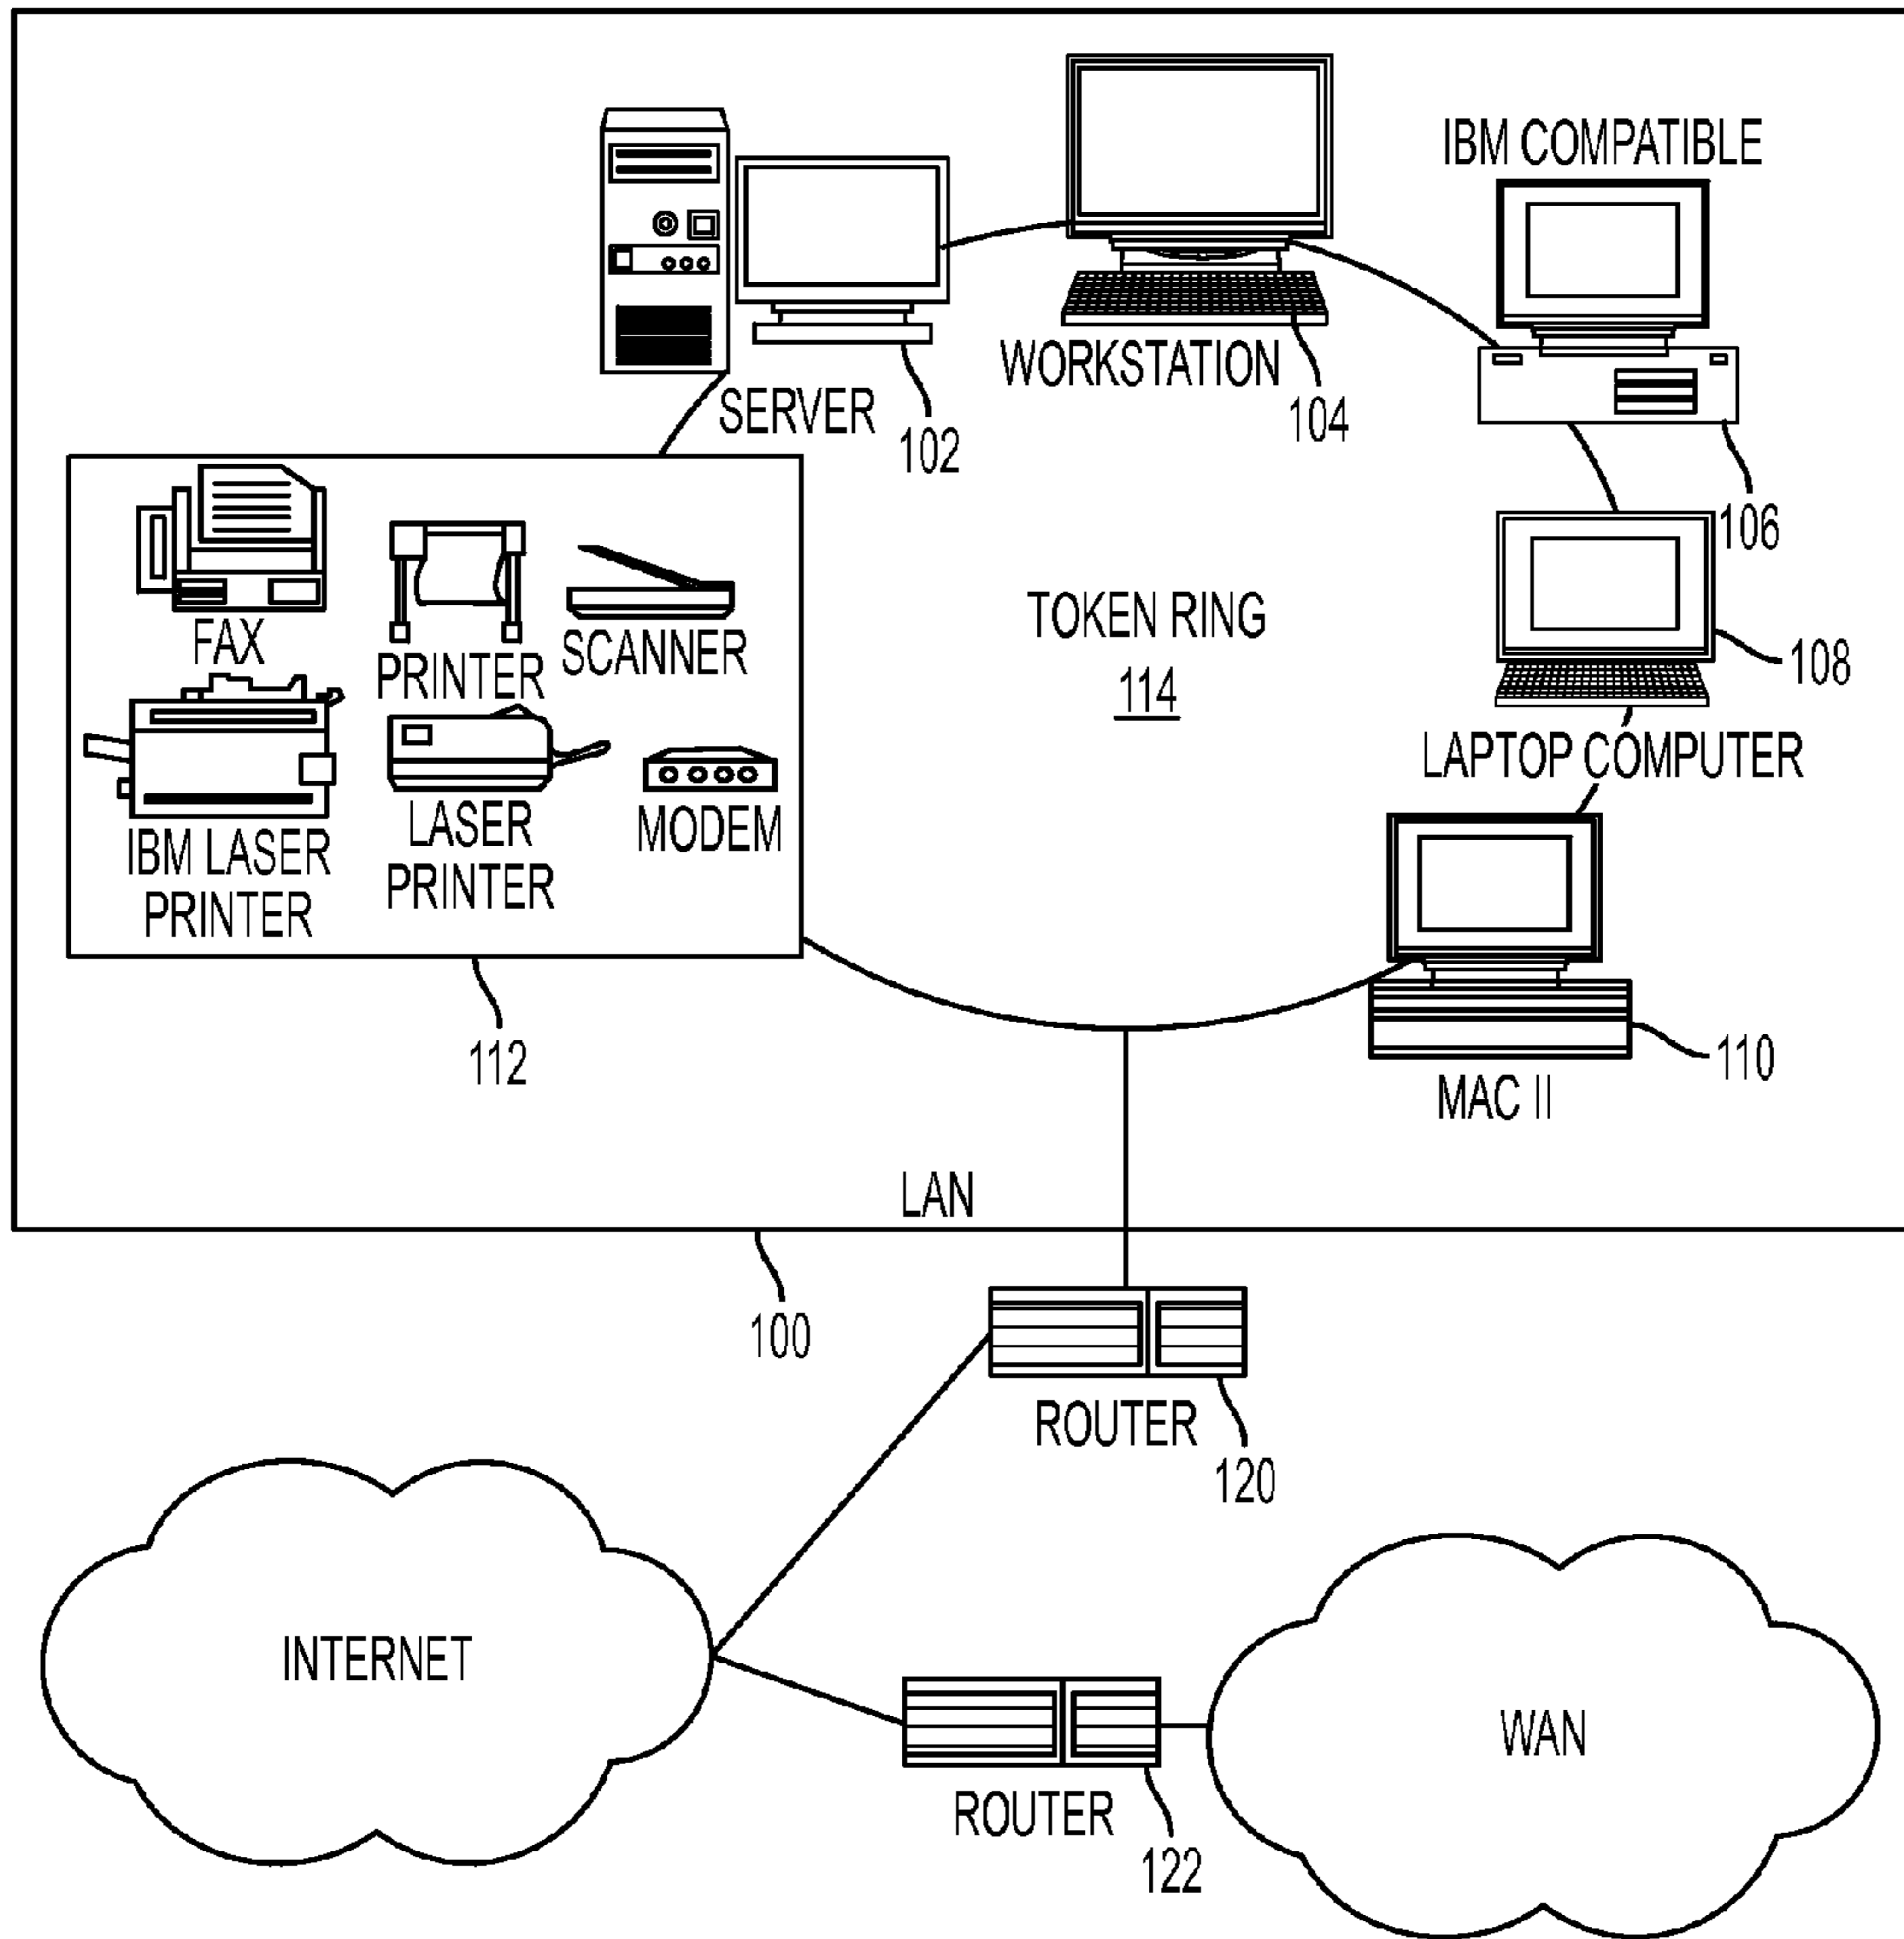 IBM COMPATIBLE
WORKSTATION
104
SERVER
102
106
FAX
PRINTER
SCANNER
TOKEN RING
114
108
LAPTOP COMPUTER
IBM LASER
PRINTER
LASER
PRINTER
MODEM
112
110
MAC II
LAN
100
ROUTER
120
INTERNET
WAN
ROUTER
122